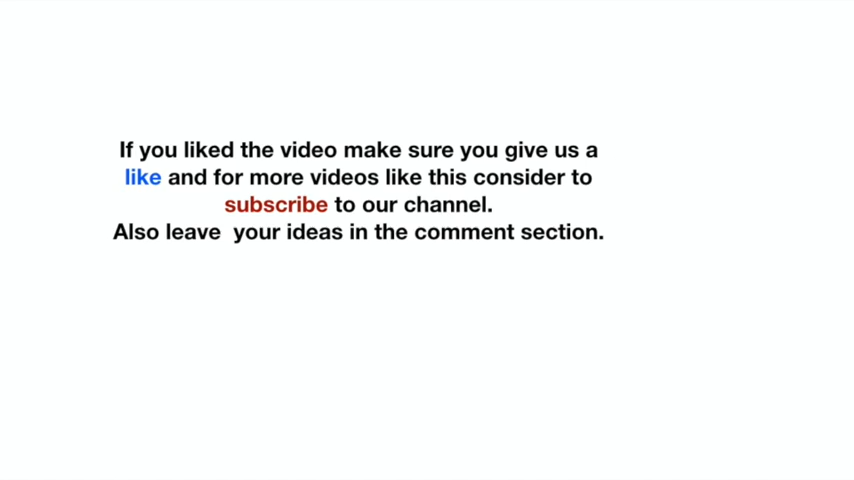 If you liked the video make sure you give us a
like and for more videos like this consider to
subscribe to our channel.
Also leave  your ideas in the comment section.